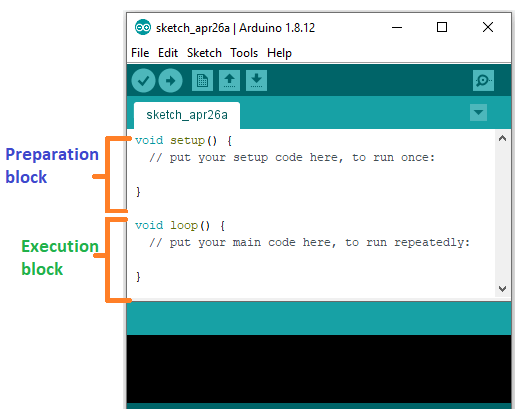 sketch_apr26a | Arduino 1.8.12
File Edit Sketch Tools Help
sketch_apr26a
void setup() {
// put your setup code here, to run once:
}
void loop() {
// put your main code here, to run repeatedly:
}
Preparation
block
Execution
block